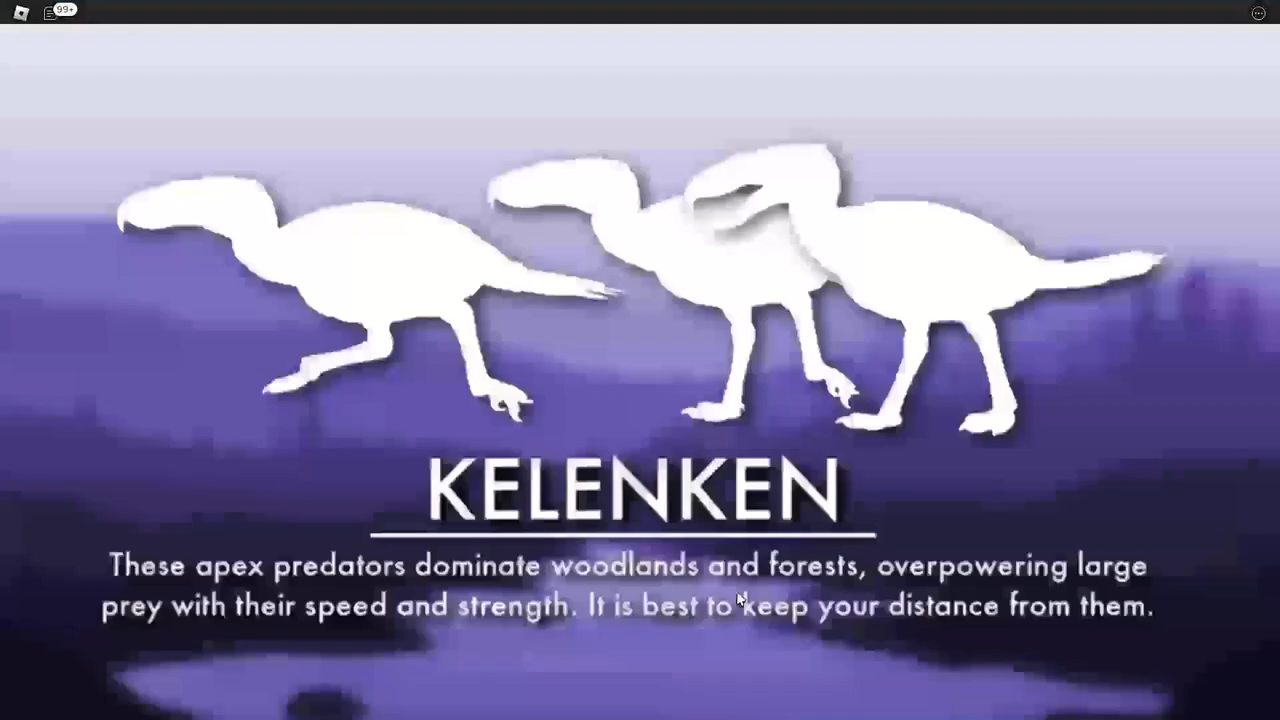 99+
KELENKEN
These apex predators dominate woodlands and forests, overpowering large
prey with their speed and strength. It is best to keep your distance from them.